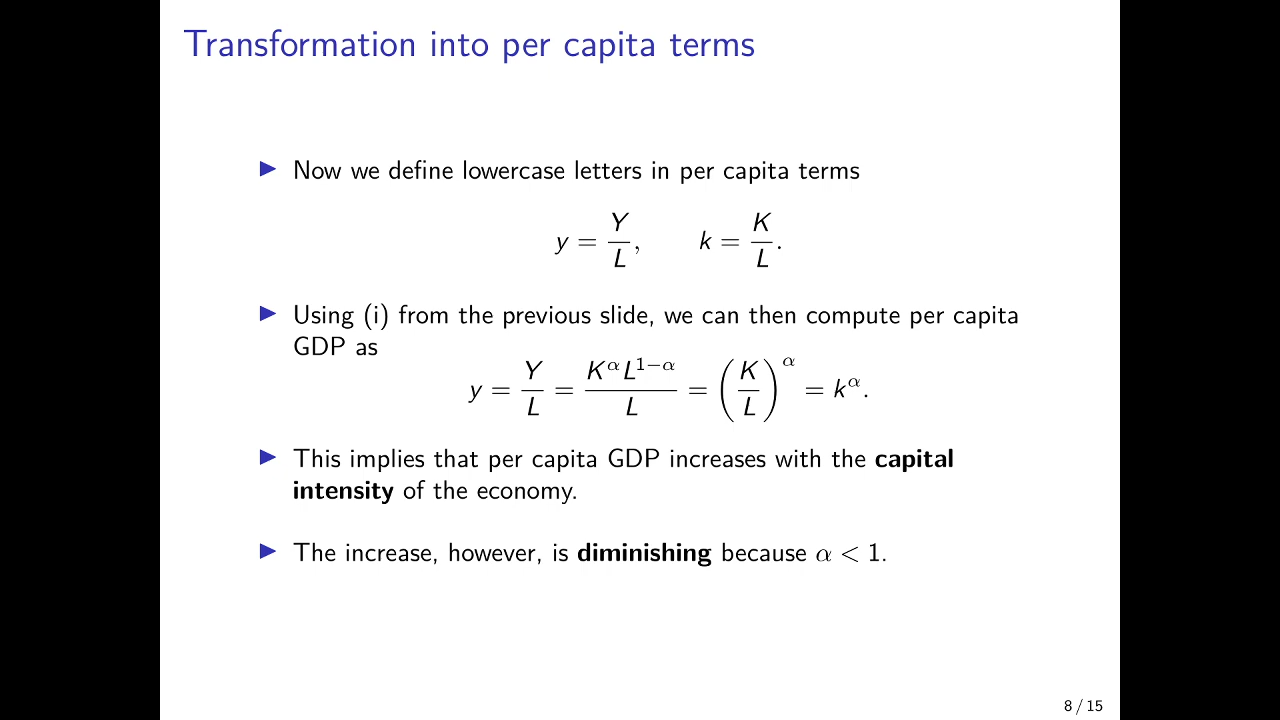 Transformation into per capita terms
▶ Now we define lowercase letters in per capita terms
y = Y/L, k = K/L.
▶ Using (i) from the previous slide, we can then compute per capita
GDP as
y = Y/L = K^α L^{1−α}/L = (K/L)^α = k^α.
▶ This implies that per capita GDP increases with the capital
intensity of the economy.
▶ The increase, however, is diminishing because α < 1.
8 / 15